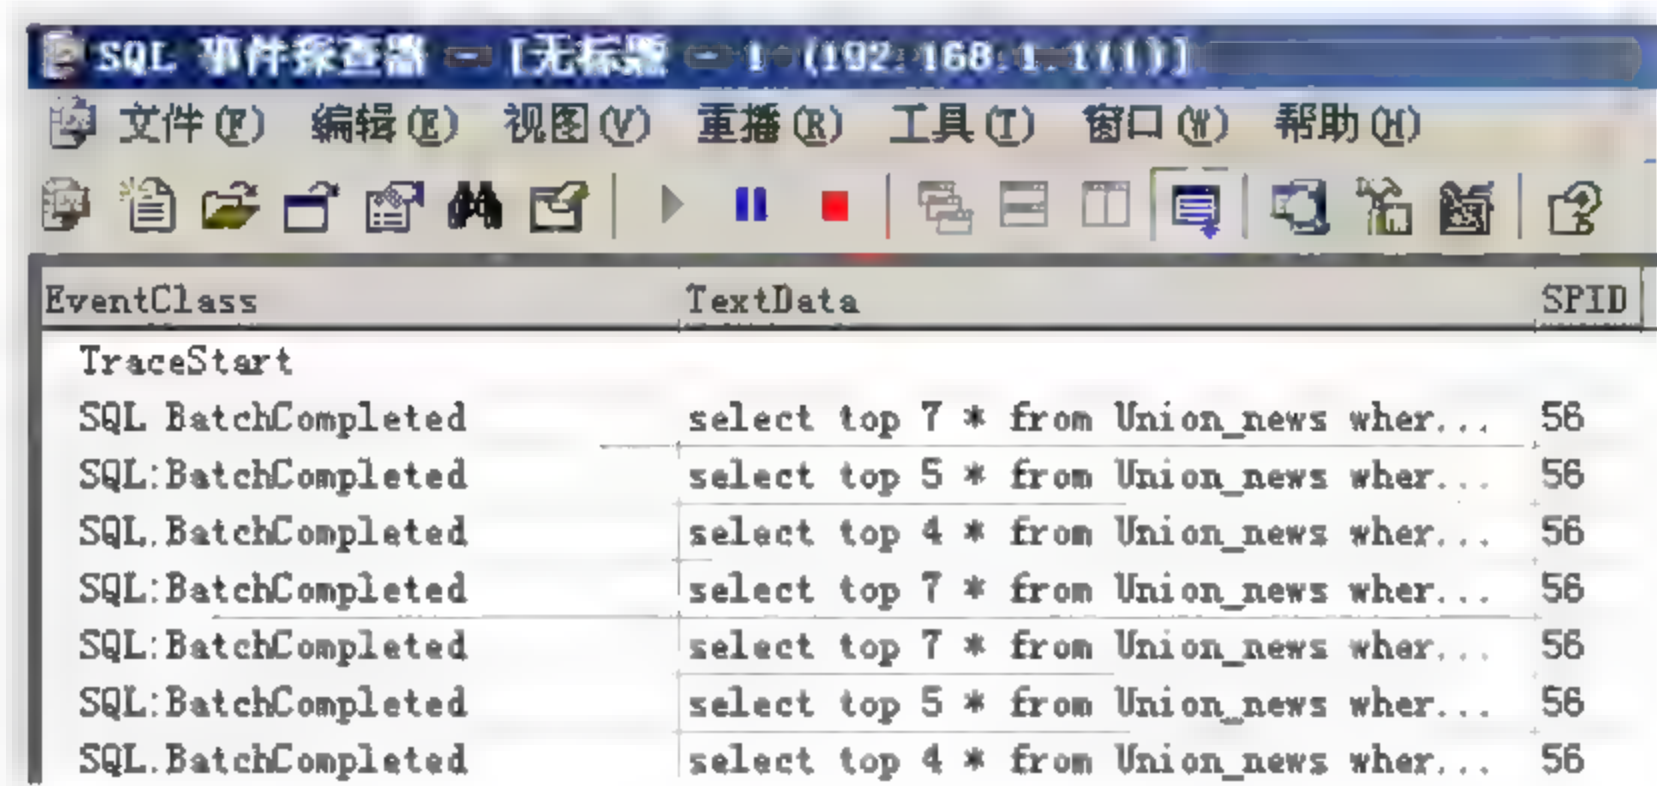 SQL 事件探查器 - [无标题 - 1 (192.168.1.111)]
文件(F) 编辑(E) 视图(V) 重播(R) 工具(T) 窗口(W) 帮助(H)
EventClass TextData SPID
TraceStart
SQL:BatchCompleted select top 7 * from Union_news wher... 56
SQL:BatchCompleted select top 5 * from Union_news wher... 56
SQL:BatchCompleted select top 4 * from Union_news wher... 56
SQL:BatchCompleted select top 7 * from Union_news wher... 56
SQL:BatchCompleted select top 7 * from Union_news wher... 56
SQL:BatchCompleted select top 5 * from Union_news wher... 56
SQL:BatchCompleted select top 4 * from Union_news wher... 56